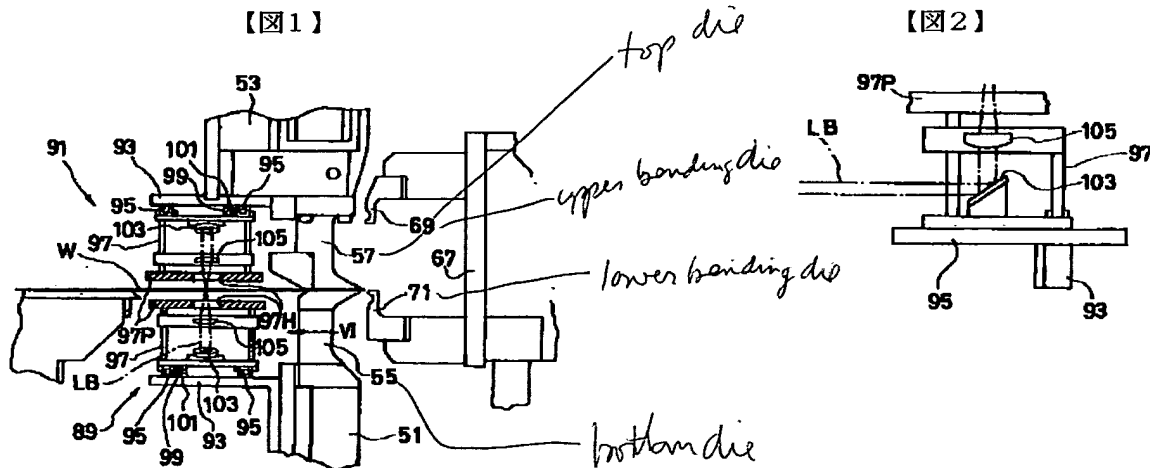 【図1】
【図2】
top die
upper bending die
lower bending die
bottom die
53
91
93
101
99
95
95
103
97
105
W
97P
97H
105
97
LB
103
95
101
99
93
95
89
69
57
67
71
VI
55
51
97P
LB
105
97
103
95
93